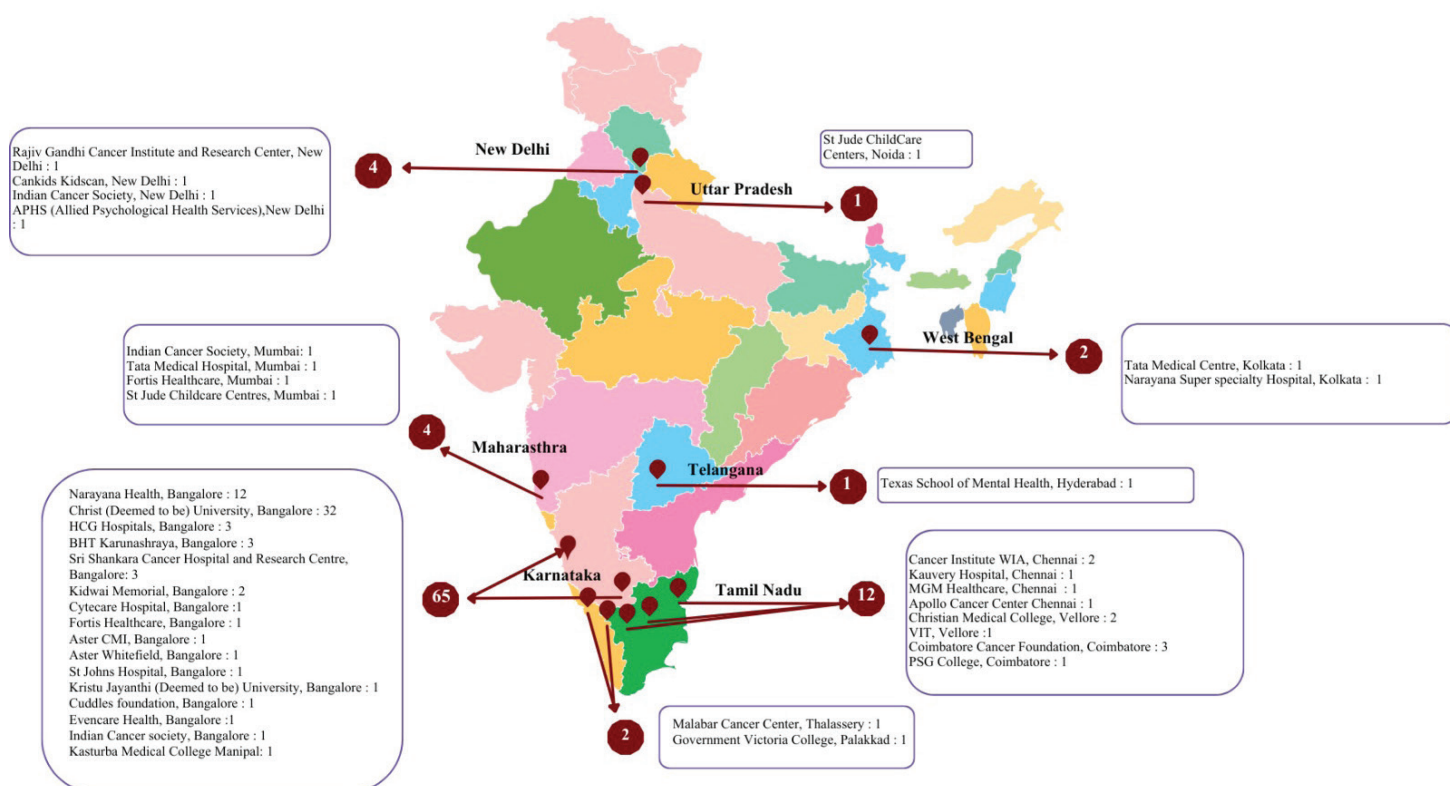 Rajiv Gandhi Cancer Institute and Research Center, New
Delhi : 1
Cankids Kidscan, New Delhi : 1
Indian Cancer Society, New Delhi : 1
APHS (Allied Psychological Health Services),New Delhi
: 1
4
New Delhi
St Jude ChildCare
Centers, Noida : 1
Uttar Pradesh
1
Indian Cancer Society, Mumbai: 1
Tata Medical Hospital, Mumbai : 1
Fortis Healthcare, Mumbai : 1
St Jude Childcare Centres, Mumbai : 1
4
Maharasthra
West Bengal
2
Tata Medical Centre, Kolkata : 1
Narayana Super specialty Hospital, Kolkata : 1
Telangana
1
Texas School of Mental Health, Hyderabad : 1
Narayana Health, Bangalore : 12
Christ (Deemed to be) University, Bangalore : 32
HCG Hospitals, Bangalore : 3
BHT Karunashraya, Bangalore : 3
Sri Shankara Cancer Hospital and Research Centre,
Bangalore: 3
Kidwai Memorial, Bangalore : 2
Cytecare Hospital, Bangalore :1
Fortis Healthcare, Bangalore : 1
Aster CMI, Bangalore : 1
Aster Whitefield, Bangalore : 1
St Johns Hospital, Bangalore : 1
Kristu Jayanthi (Deemed to be) University, Bangalore : 1
Cuddles foundation, Bangalore : 1
Evencare Health, Bangalore :1
Indian Cancer society, Bangalore : 1
Kasturba Medical College Manipal: 1
65
Karnataka
Tamil Nadu
12
Cancer Institute WIA, Chennai : 2
Kauvery Hospital, Chennai : 1
MGM Healthcare, Chennai : 1
Apollo Cancer Center Chennai : 1
Christian Medical College, Vellore : 2
VIT, Vellore :1
Coimbatore Cancer Foundation, Coimbatore : 3
PSG College, Coimbatore : 1
2
Malabar Cancer Center, Thalassery : 1
Government Victoria College, Palakkad : 1